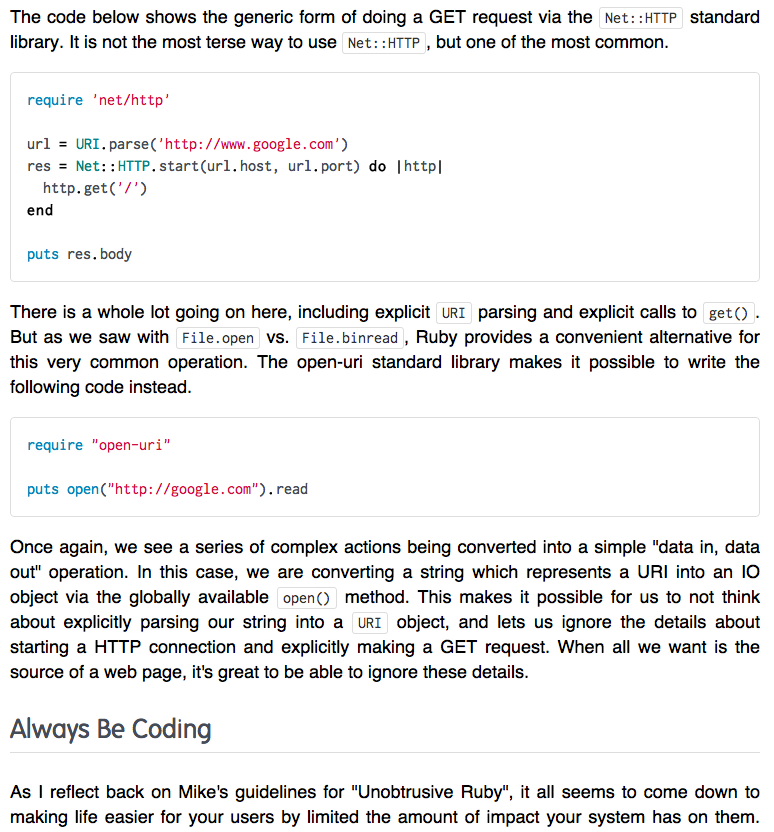 The code below shows the generic form of doing a GET request via the Net::HTTP standard
library. It is not the most terse way to use Net::HTTP, but one of the most common.
require 'net/http'
url = URI.parse('http://www.google.com')
res = Net::HTTP.start(url.host, url.port) do |http|
  http.get('/')
end
puts res.body
There is a whole lot going on here, including explicit URI parsing and explicit calls to get().
But as we saw with File.open vs. File.binread, Ruby provides a convenient alternative for
this very common operation. The open-uri standard library makes it possible to write the
following code instead.
require "open-uri"
puts open("http://google.com").read
Once again, we see a series of complex actions being converted into a simple "data in, data
out" operation. In this case, we are converting a string which represents a URI into an IO
object via the globally available open() method. This makes it possible for us to not think
about explicitly parsing our string into a URI object, and lets us ignore the details about
starting a HTTP connection and explicitly making a GET request. When all we want is the
source of a web page, it's great to be able to ignore these details.
Always Be Coding
As I reflect back on Mike's guidelines for "Unobtrusive Ruby", it all seems to come down to
making life easier for your users by limited the amount of impact your system has on them.